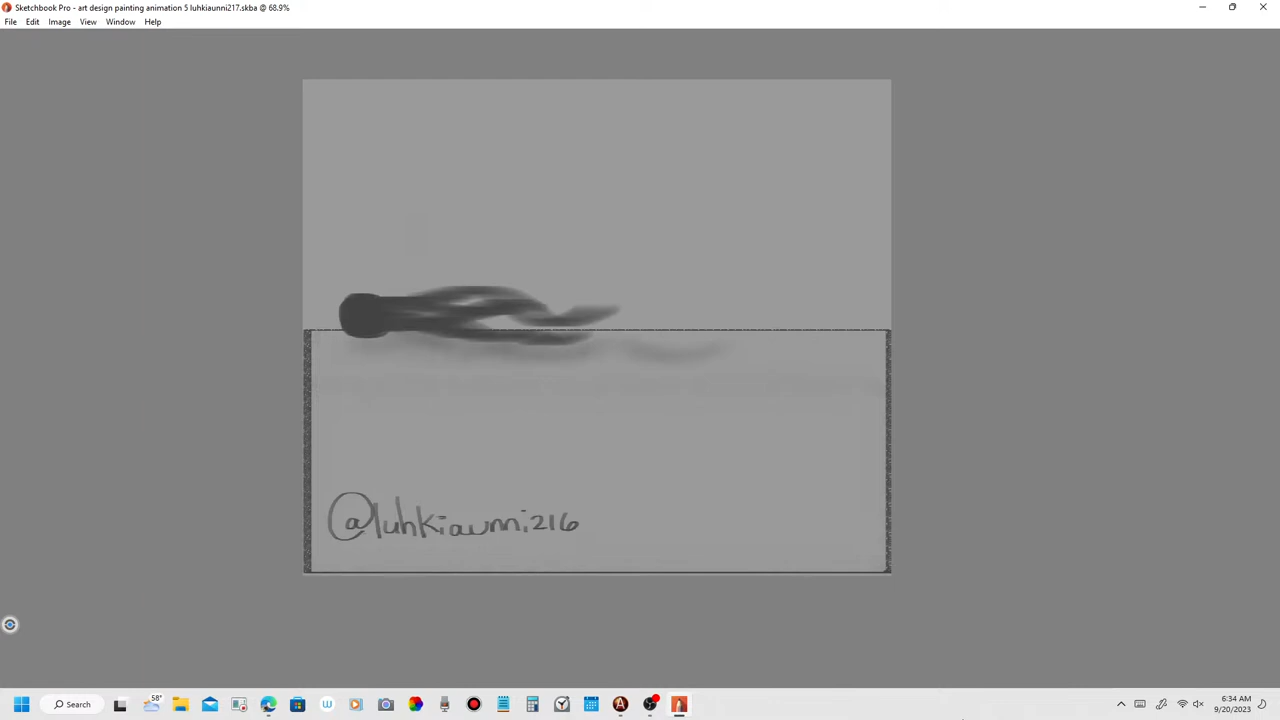 Sketchbook Pro - art design painting animation 5 luhkiaunni217.skba @ 68.9%
File Edit Image View Window Help
@luhkiaunni216
58°
Search
6:34 AM
9/20/2023